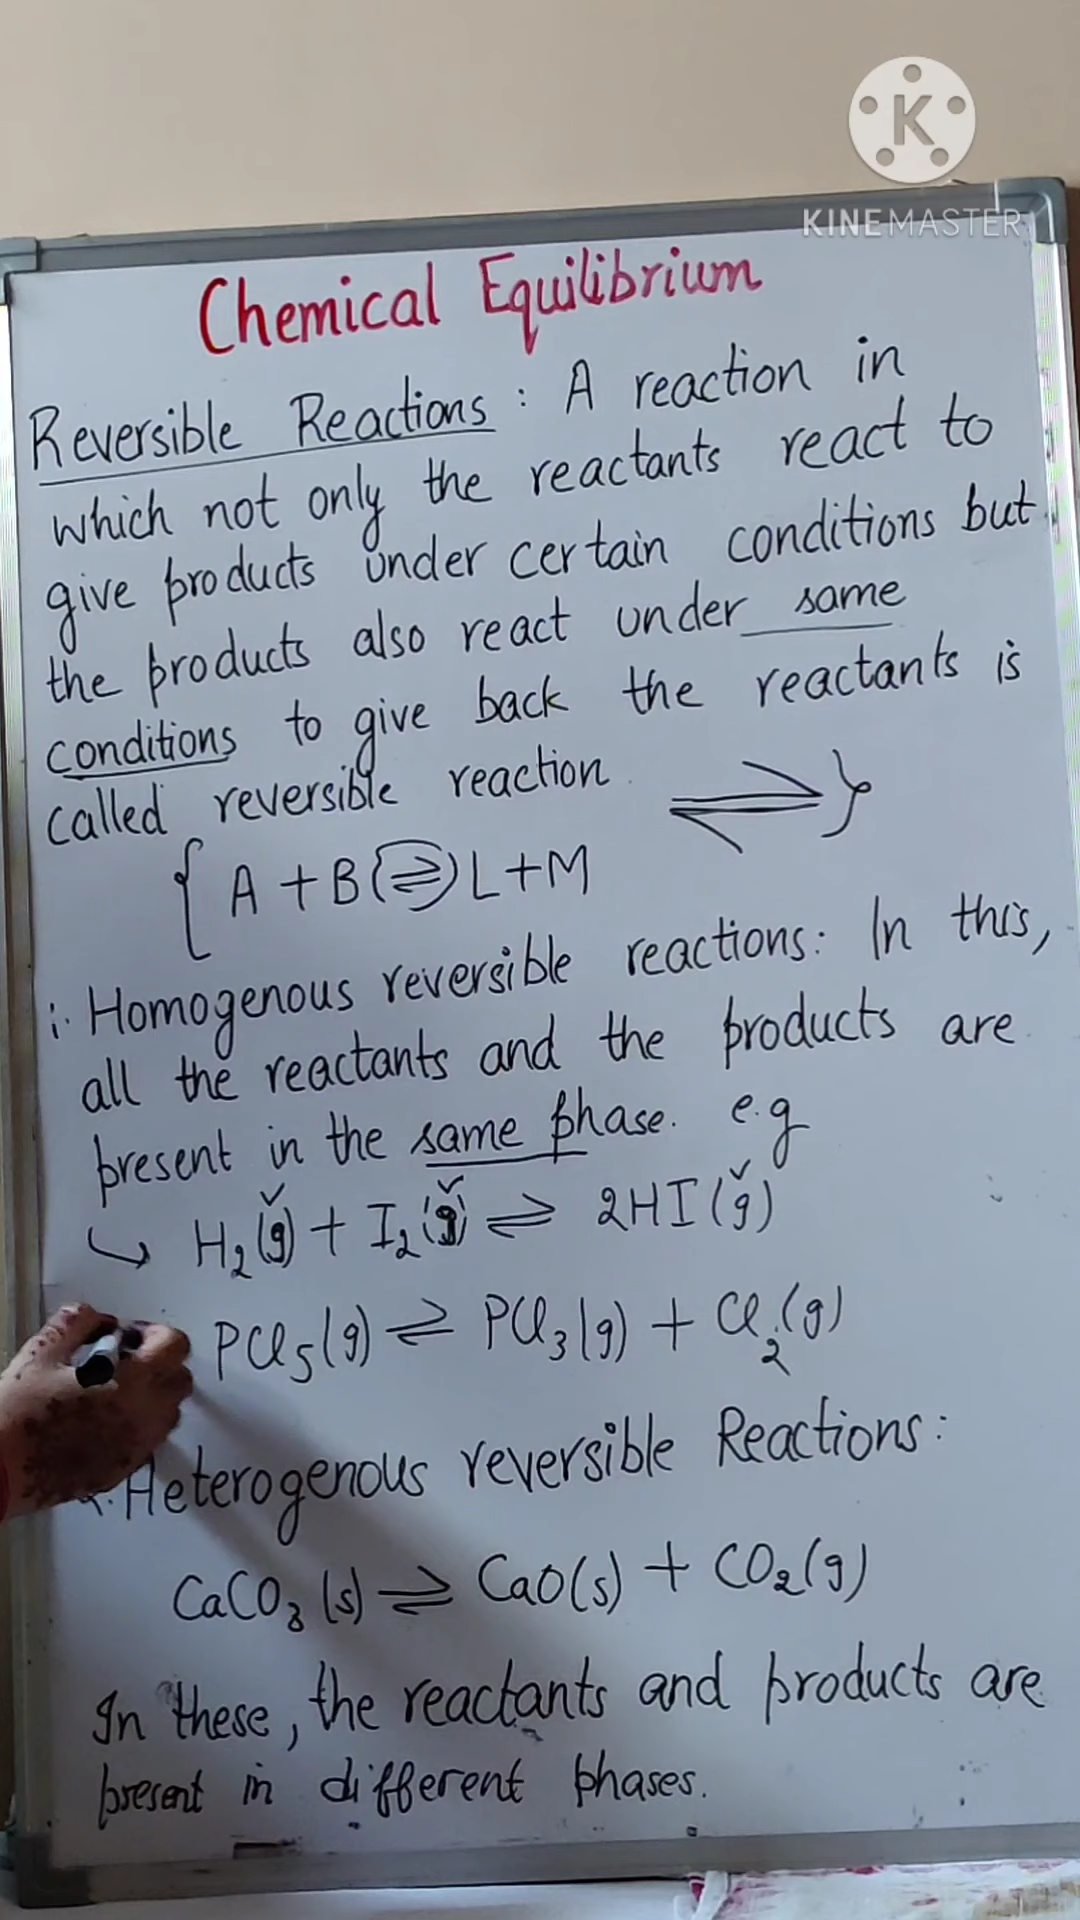 K
KINEMASTER
Chemical Equilibrium
Reversible Reactions : A reaction in
which not only the reactants react to
give products under certain conditions but
the products also react under same
conditions to give back the reactants is
called reversible reaction. ⇌ }
{ A + B (⇌) L + M
i. Homogenous reversible reactions: In this,
all the reactants and the products are
present in the same phase. e.g
↳ H₂(g) + I₂(g) ⇌ 2HI(g)
PCl₅(g) ⇌ PCl₃(g) + Cl₂(g)
Heterogenous reversible Reactions:
CaCO₃(s) ⇌ CaO(s) + CO₂(g)
In these, the reactants and products are
present in different phases.